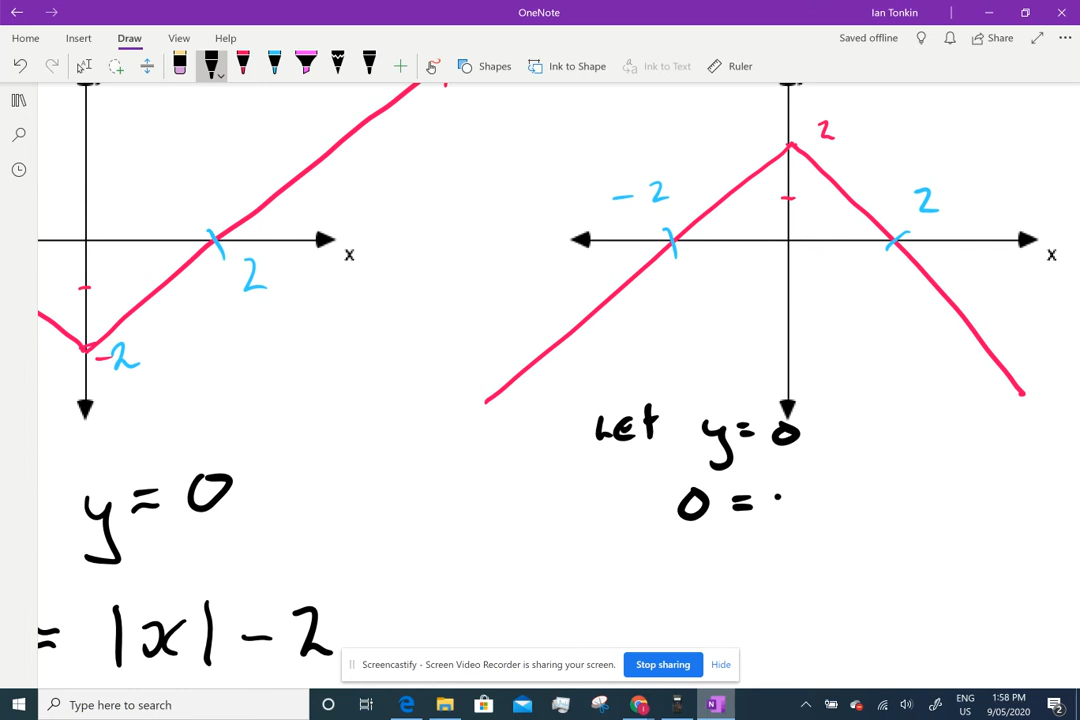 OneNote
Ian Tonkin
Home Insert Draw View Help
Saved offline
Share
Shapes
Ink to Shape
Ink to Text
Ruler
2
-2
2
x
2
-2
x
LET y=0
0 =
y = 0
= |x| - 2
Screencastify - Screen Video Recorder is sharing your screen.
Stop sharing
Hide
Type here to search
ENG
US
1:58 PM
9/05/2020
2